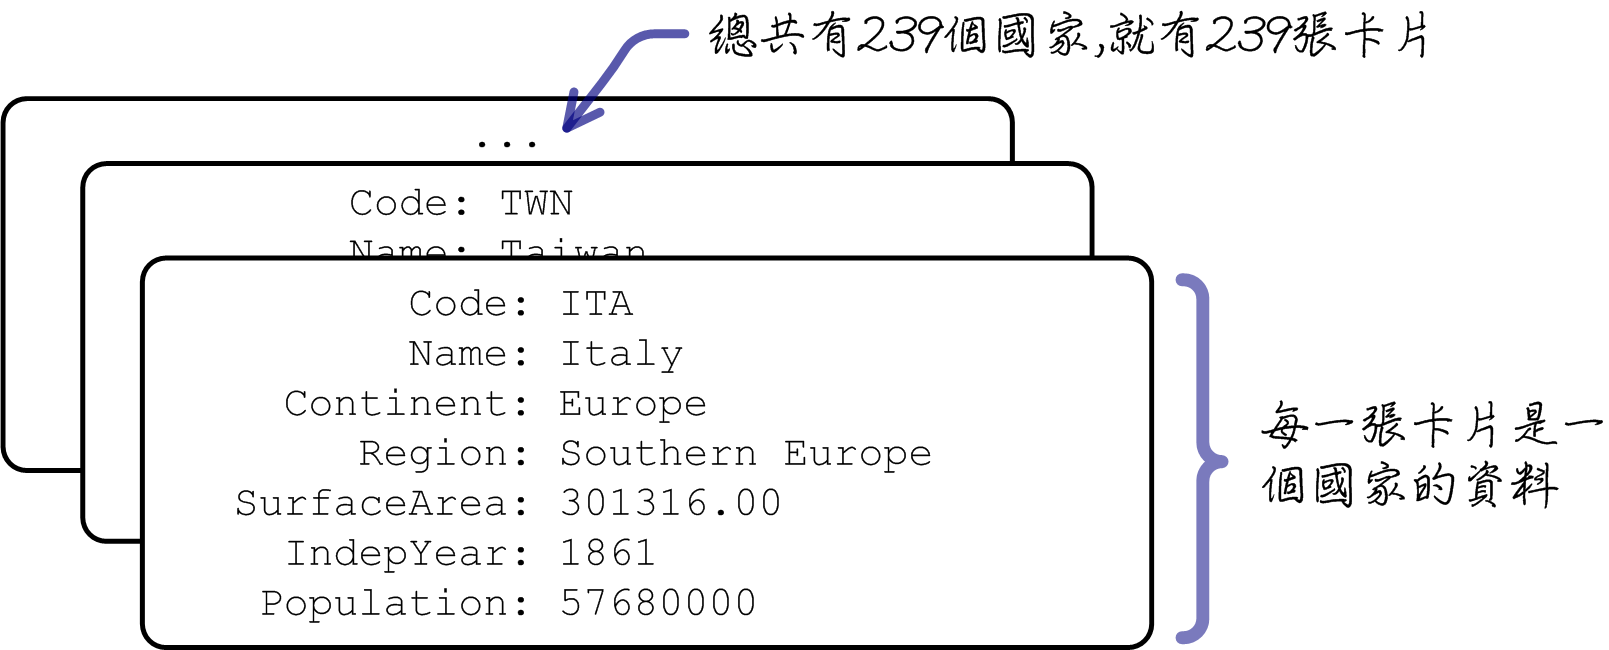 總共有239個國家,就有239張卡片
...
Code: TWN
Name: Taiwan
Code: ITA
Name: Italy
Continent: Europe
Region: Southern Europe
SurfaceArea: 301316.00
IndepYear: 1861
Population: 57680000
每一張卡片是一
個國家的資料